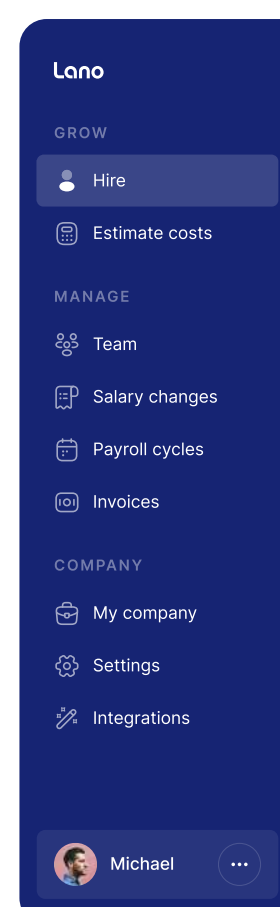 Lano
GROW
Hire
Estimate costs
MANAGE
Team
Salary changes
Payroll cycles
Invoices
COMPANY
My company
Settings
Integrations
Michael